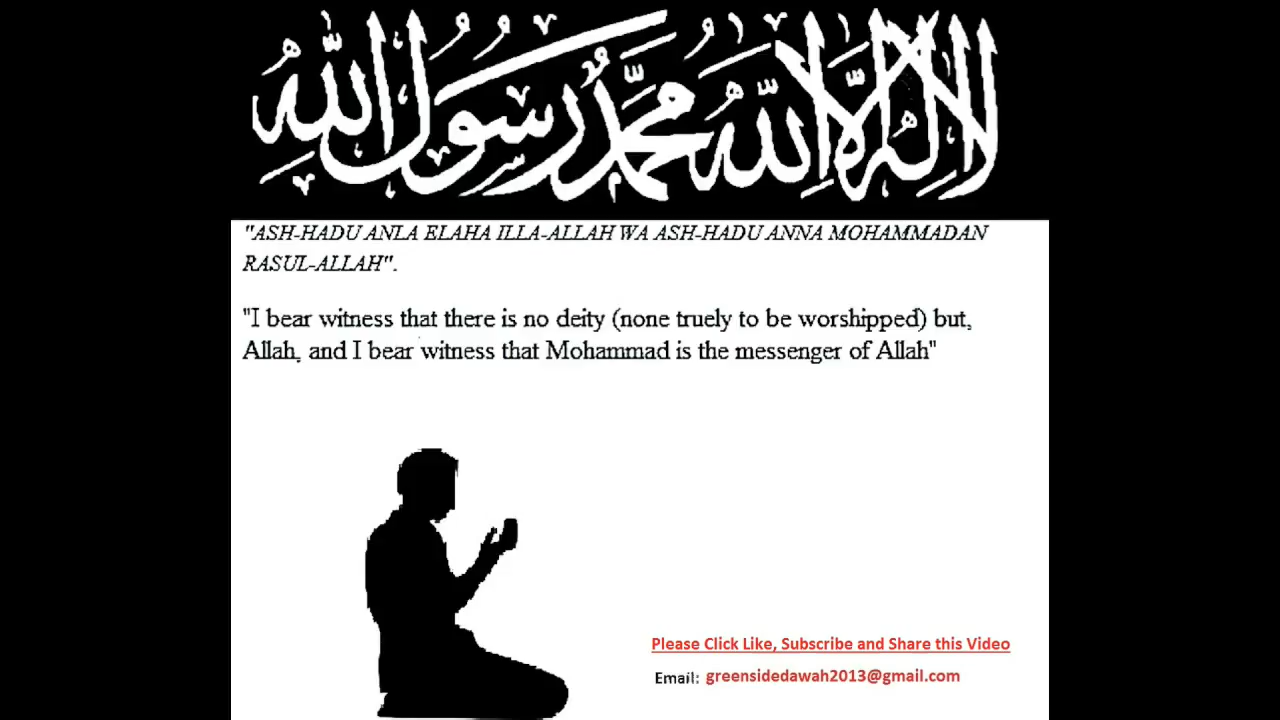 لا إله إلا الله محمد رسول الله
"ASH-HADU ANLA ELAHA ILLA-ALLAH WA ASH-HADU ANNA MOHAMMADAN
RASUL-ALLAH".
"I bear witness that there is no deity (none truely to be worshipped) but,
Allah, and I bear witness that Mohammad is the messenger of Allah"
Please Click Like, Subscribe and Share this Video
Email: greensidedawah2013@gmail.com